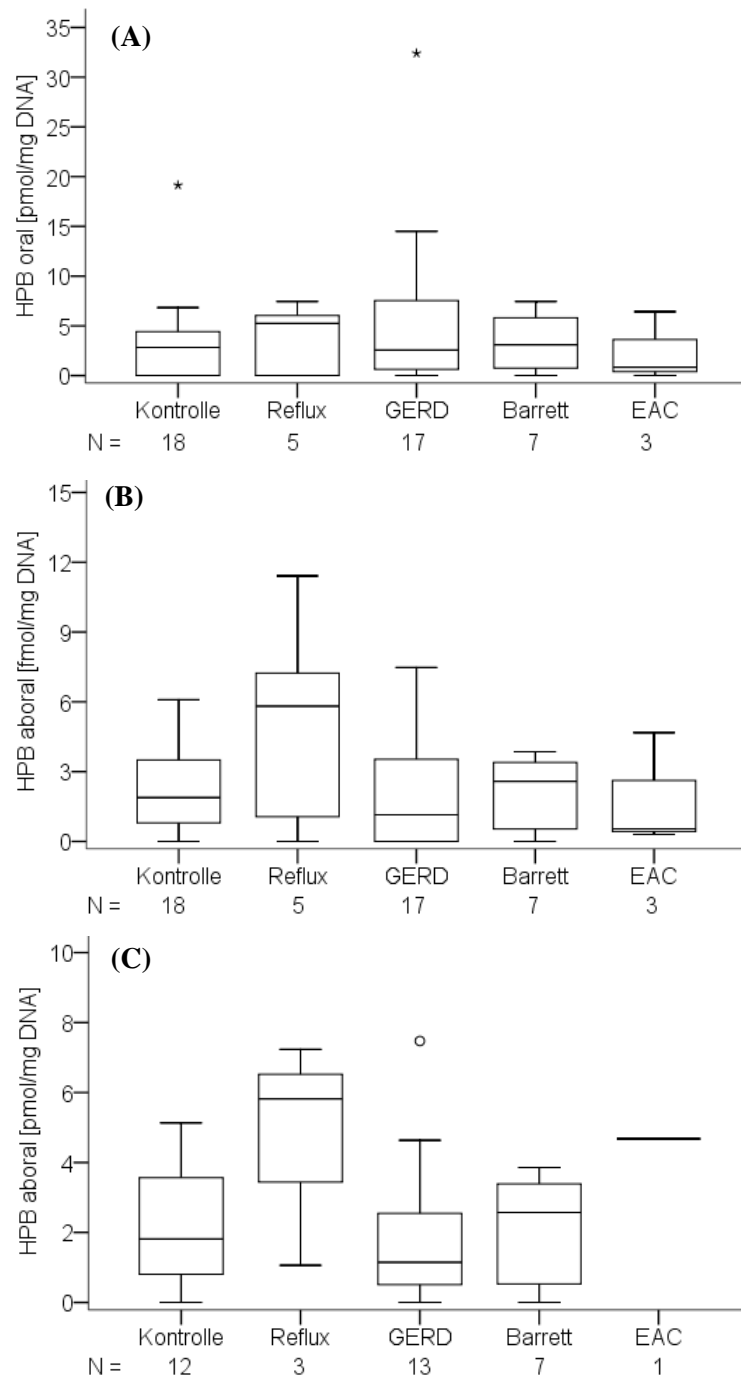 (A)
HPB oral [pmol/mg DNA]
35
30
25
20
15
10
5
0
Kontrolle Reflux GERD Barrett EAC
N = 18 5 17 7 3
(B)
HPB aboral [fmol/mg DNA]
15
12
9
6
3
0
Kontrolle Reflux GERD Barrett EAC
N = 18 5 17 7 3
(C)
HPB aboral [pmol/mg DNA]
10
8
6
4
2
0
Kontrolle Reflux GERD Barrett EAC
N = 12 3 13 7 1